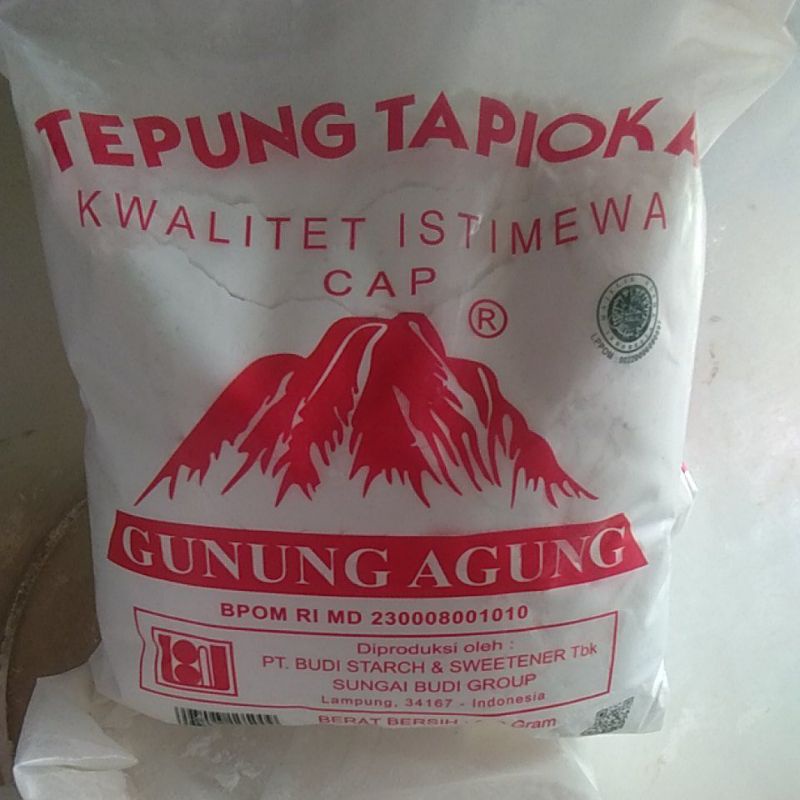 TEPUNG TAPIOKA
KWALITET ISTIMEWA
CAP
®
GUNUNG AGUNG
BPOM RI MD 230008001010
Diproduksi oleh :
PT. BUDI STARCH & SWEETENER Tbk
SUNGAI BUDI GROUP
Lampung, 34167 - Indonesia
BERAT BERSIH : Gram
LPPOM